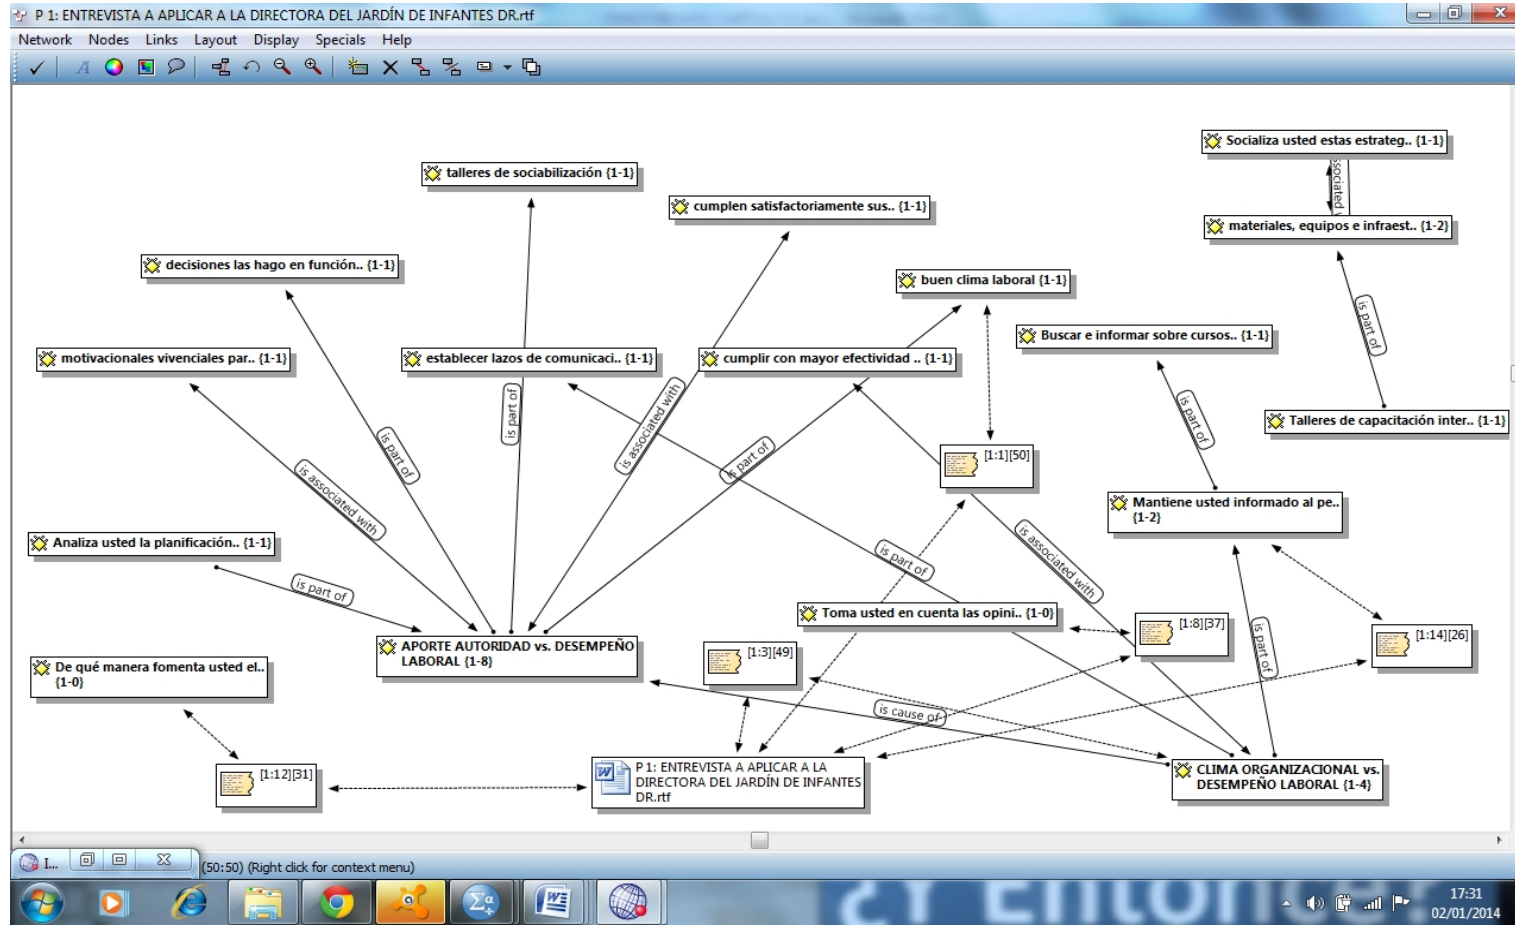 P 1: ENTREVISTA A APLICAR A LA DIRECTORA DEL JARDÍN DE INFANTES DR.rtf
Network Nodes Links Layout Display Specials Help
Socializa usted estas estrateg.. {1-1}
talleres de sociabilización {1-1}
cumplen satisfactoriamente sus.. {1-1}
materiales, equipos e infraest.. {1-2}
decisiones las hago en función.. {1-1}
buen clima laboral {1-1}
is part of
Buscar e informar sobre cursos.. {1-1}
motivacionales vivenciales par.. {1-1}
establecer lazos de comunicaci.. {1-1}
cumplir con mayor efectividad .. {1-1}
is part of
is associated with
is part of
Talleres de capacitación inter.. {1-1}
is part of
is part of
[1:1][50]
is associated with
Mantiene usted informado al pe..
{1-2}
Analiza usted la planificación.. {1-1}
is part of
is associated with
is part of
Toma usted en cuenta las opini.. {1-0}
[1:8][37]
is part of
[1:14][26]
APORTE AUTORIDAD vs. DESEMPEÑO
LABORAL {1-8}
[1:3][49]
De qué manera fomenta usted el..
{1-0}
is cause of
[1:12][31]
P 1: ENTREVISTA A APLICAR A LA
DIRECTORA DEL JARDÍN DE INFANTES
DR.rtf
CLIMA ORGANIZACIONAL vs.
DESEMPEÑO LABORAL {1-4}
I...
(50:50) (Right click for context menu)
¿Y Entonce
17:31
02/01/2014